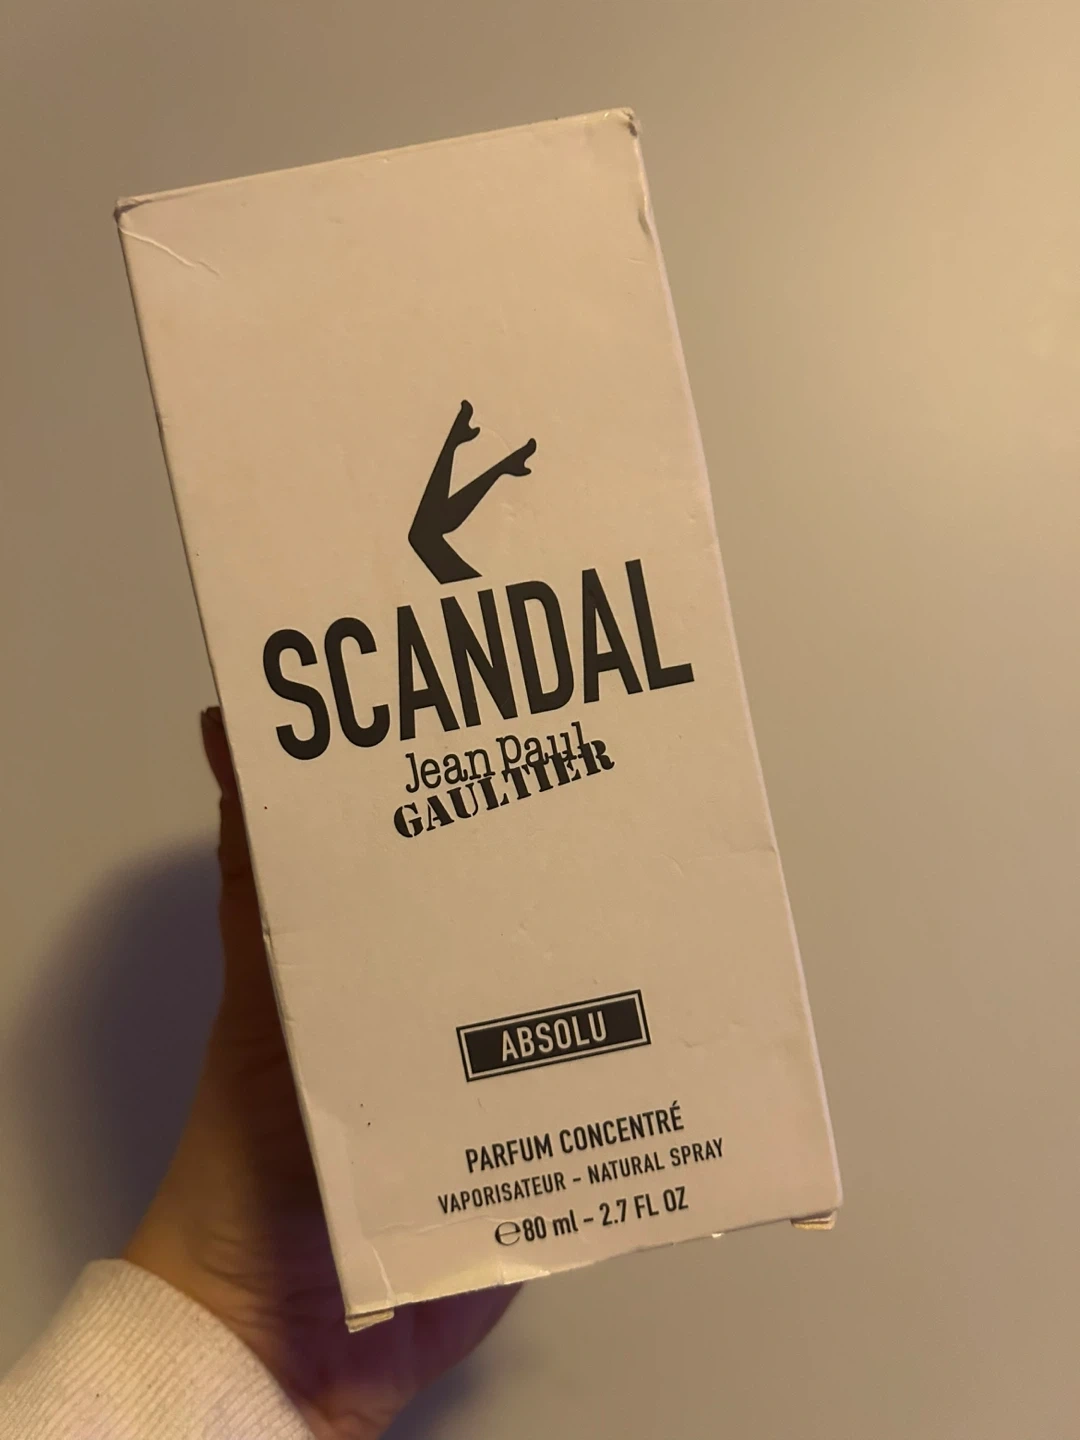 SCANDAL
Jean Paul
GAULTIER
ABSOLU
PARFUM CONCENTRÉ
VAPORISATEUR - NATURAL SPRAY
℮80 ml - 2.7 FL OZ